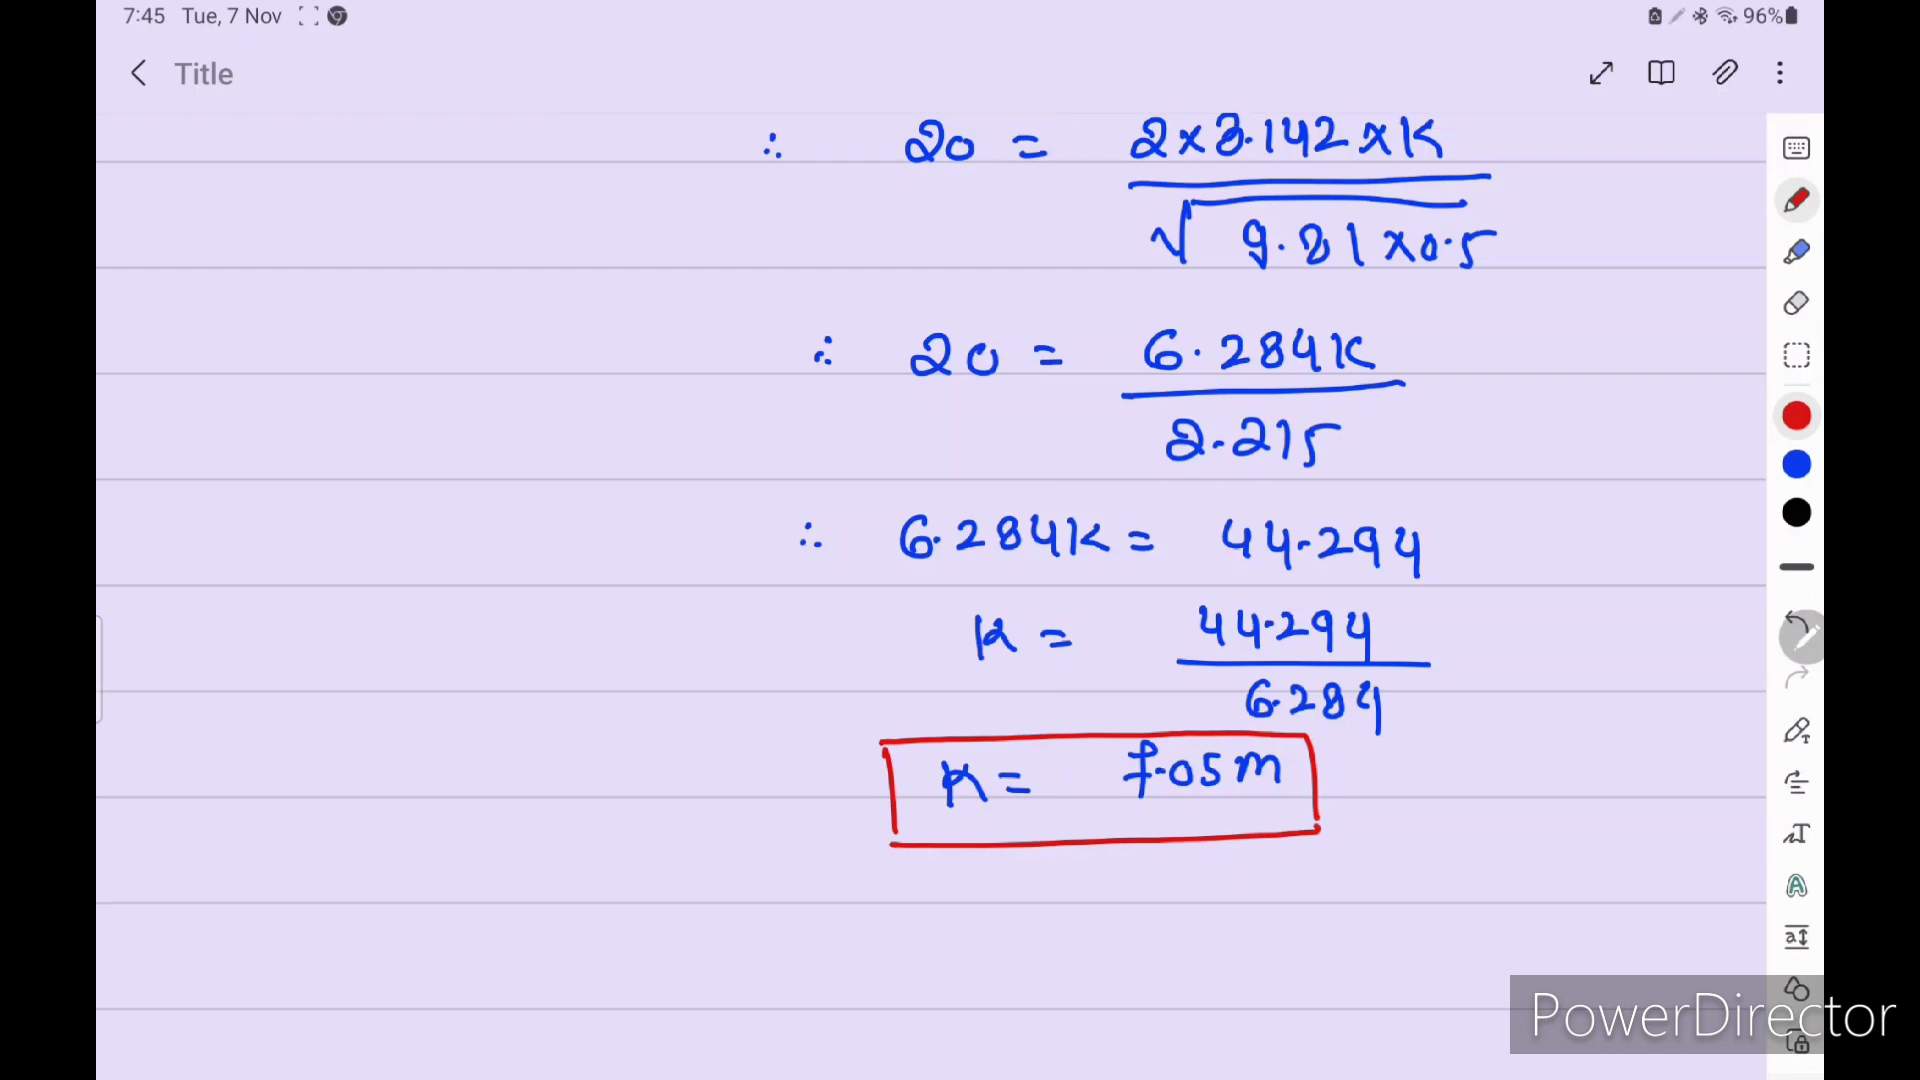 7:45 Tue, 7 Nov 96%
Title
∴ 20 = 2×3.142×K
√9.81×0.5
∴ 20 = 6.284K
2.215
∴ 6.284K = 44.294
K = 44.294
6.284
K = 7.05m
PowerDirector